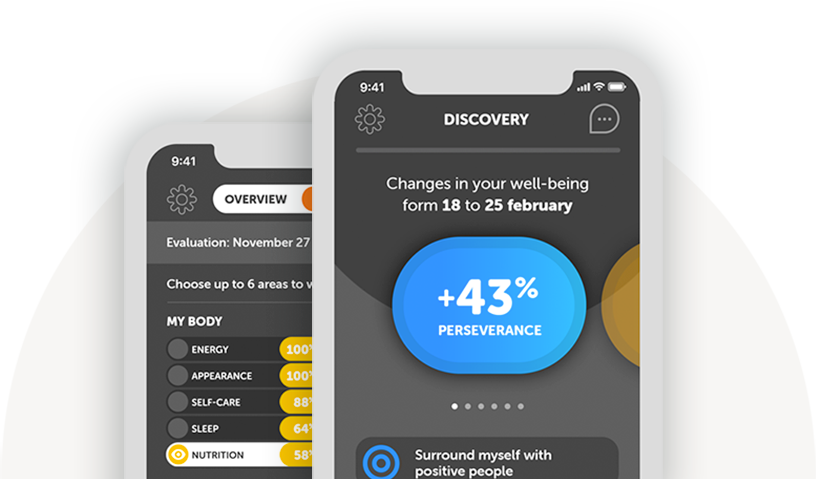 9:41
OVERVIEW
Evaluation: November 27
Choose up to 6 areas to
MY BODY
ENERGY 100
APPEARANCE 100
SELF-CARE 88
SLEEP 64
NUTRITION 58
9:41
DISCOVERY
Changes in your well-being
form 18 to 25 february
+43%
PERSEVERANCE
Surround myself with
positive people